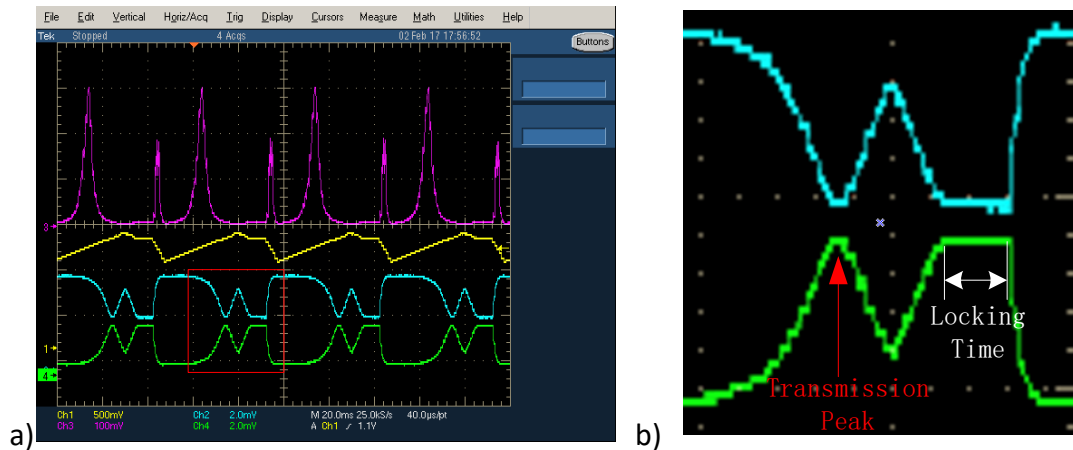 File Edit Vertical Horiz/Acq Trig Display Cursors Measure Math Utilities Help
Tek Stopped 4 Acqs 02 Feb 17 17:56:52
Buttons
3
1
4
Ch1 500mV Ch2 2.0mV M 20.0ms 25.0kS/s 40.0µs/pt
Ch3 100mV Ch4 2.0mV A Ch1 ∕ 1.1V
a)
Locking
Time
Transmission
Peak
b)